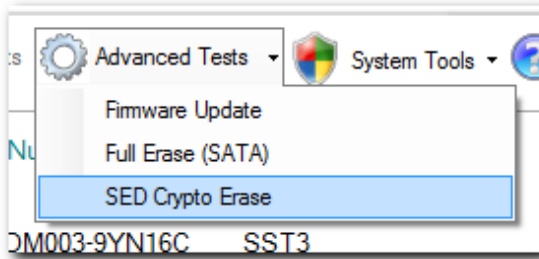 Advanced Tests
System Tools
Firmware Update
Full Erase (SATA)
SED Crypto Erase
DM003-9YN16C SST3